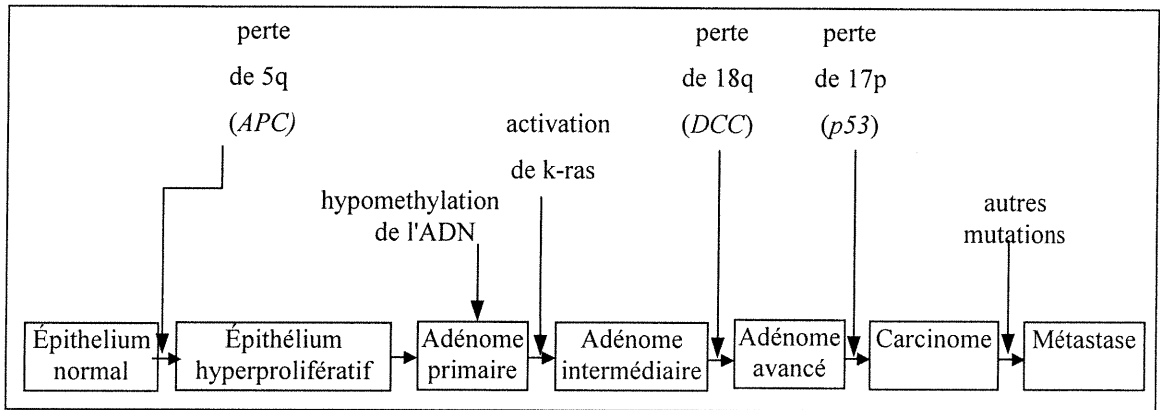 perte
de 5q
(APC)
hypomethylation
de l'ADN
activation
de k-ras
perte
de 18q
(DCC)
perte
de 17p
(p53)
autres
mutations
Épithelium
normal
Épithélium
hyperprolifératif
Adénome
primaire
Adénome
intermédiaire
Adénome
avancé
Carcinome
Métastase